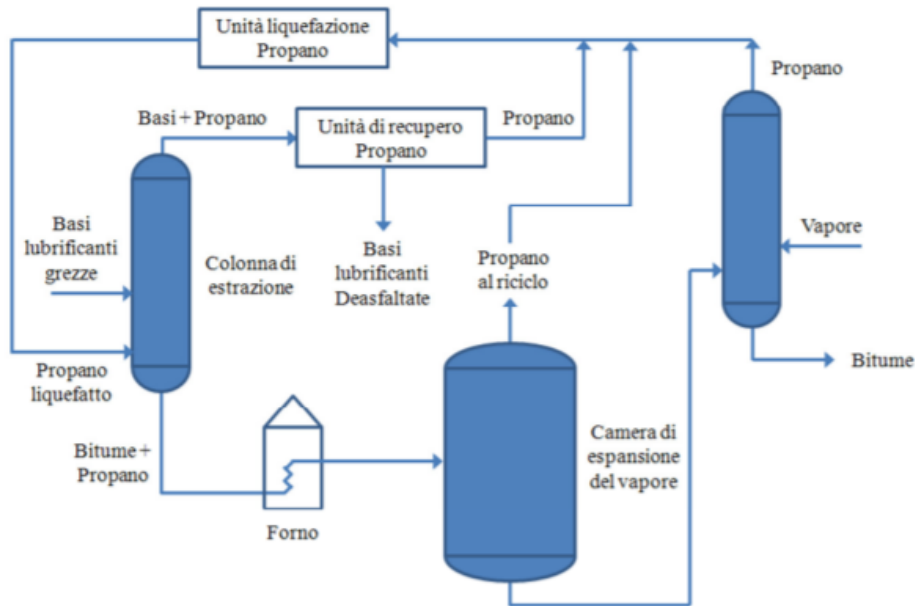 Unità liquefazione
Propano
Propano
Basi + Propano
Unità di recupero
Propano
Propano
Basi
lubrificanti
grezze
Colonna di
estrazione
Basi
lubrificanti
Deasfaltate
Propano
al riciclo
Vapore
Propano
liquefatto
Bitume
Bitume +
Propano
Camera di
espansione
del vapore
Forno